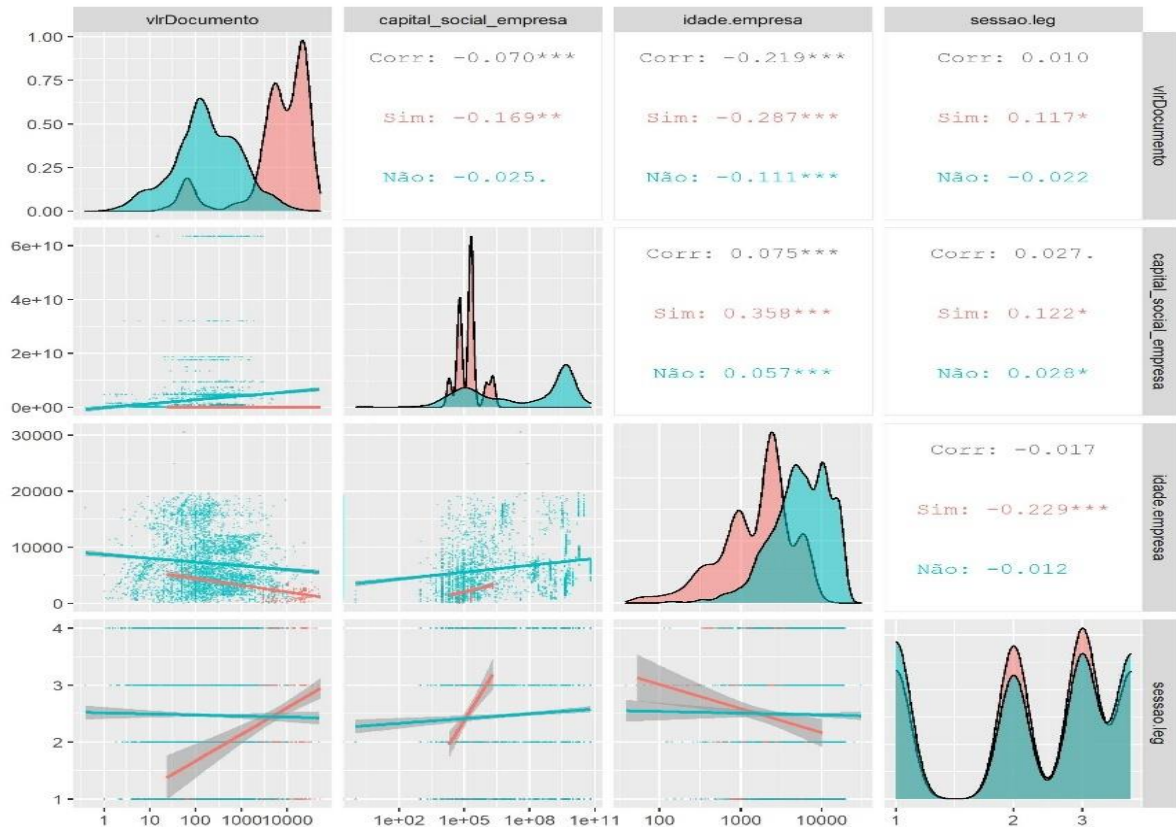 vlrDocumento
capital_social_empresa
idade.empresa
sessao.leg
1.00
0.75
0.50
0.25
0.00
Corr: -0.070***
Sim: -0.169**
Não: -0.025.
Corr: -0.219***
Sim: -0.287***
Não: -0.111***
Corr: 0.010
Sim: 0.117*
Não: -0.022
vlrDocumento
6e+10
4e+10
2e+10
0e+00
Corr: 0.075***
Sim: 0.358***
Não: 0.057***
Corr: 0.027.
Sim: 0.122*
Não: 0.028*
capital_social_empresa
30000
20000
10000
0
Corr: -0.017
Sim: -0.229***
Não: -0.012
idade.empresa
4
3
2
1
sessao.leg
1 10 100 1000 10000
1e+02 1e+05 1e+08 1e+11
100 1000 10000
1 2 3